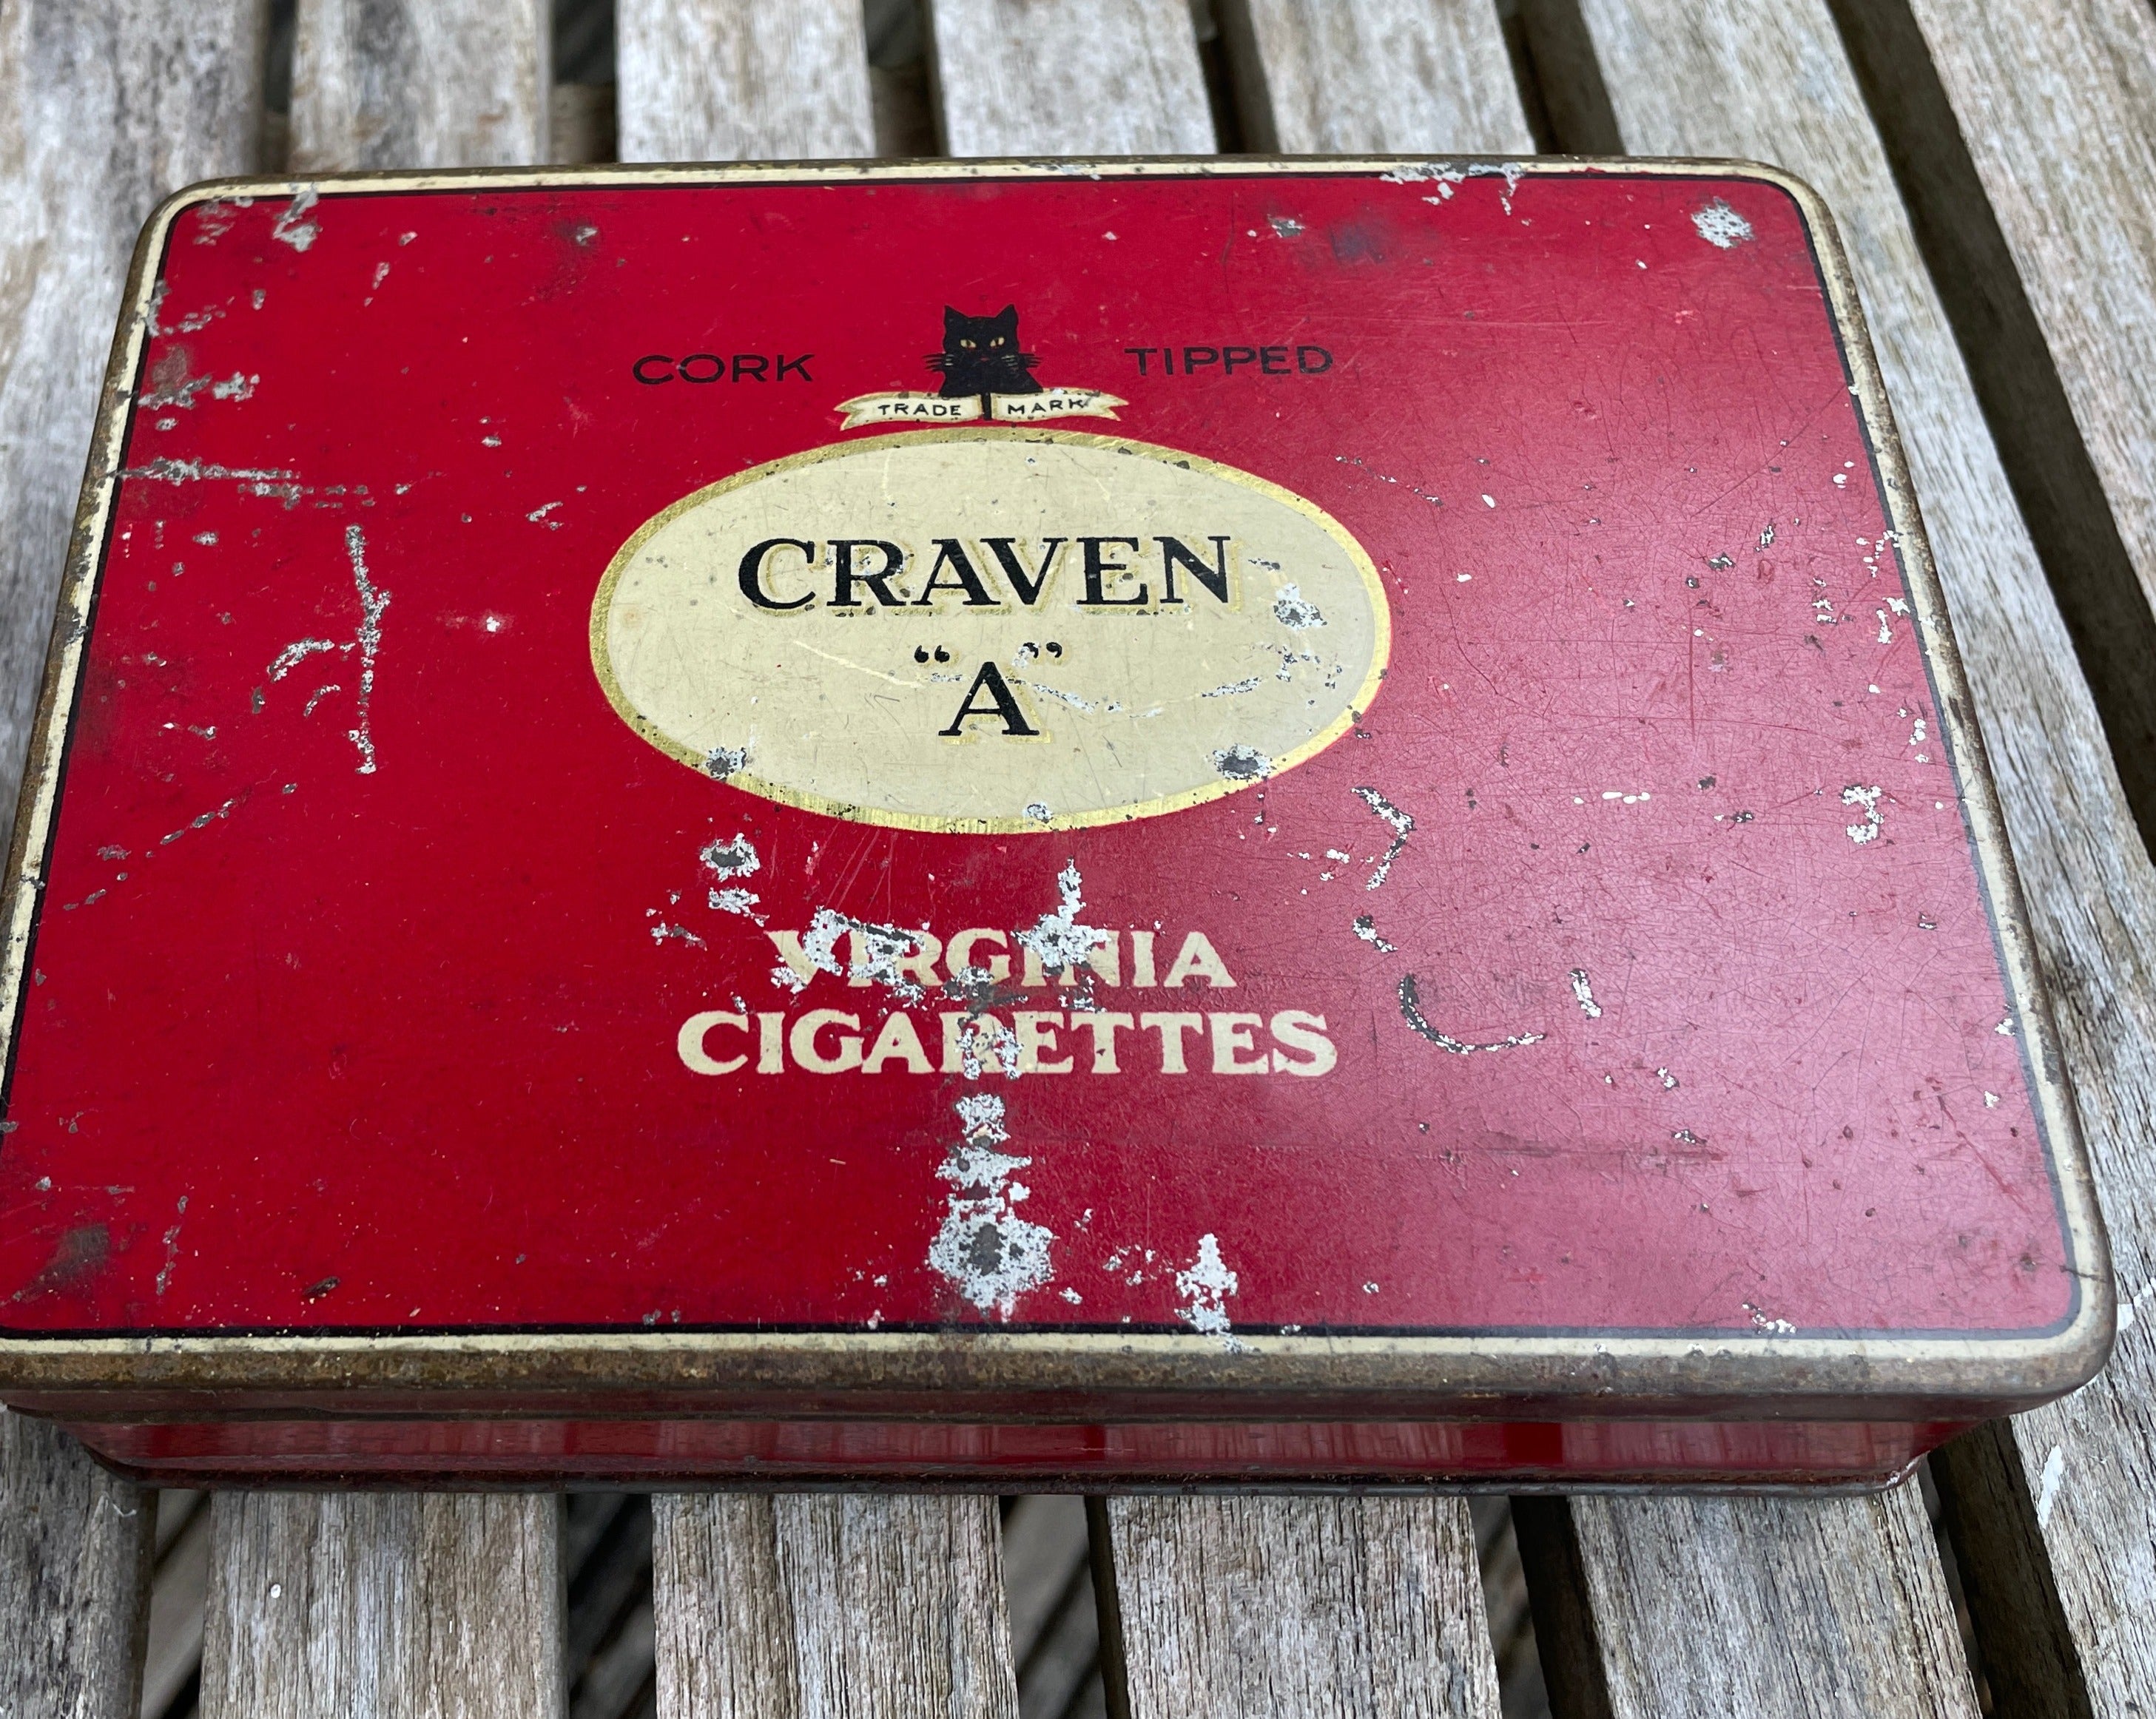 CORK TIPPED
TRADE MARK
CRAVEN
“A”
VIRGINIA
CIGARETTES